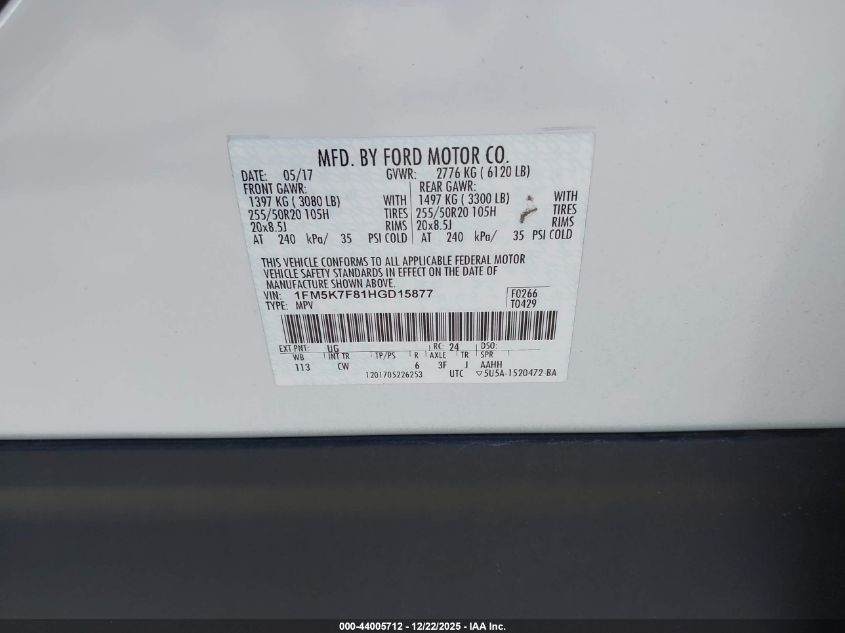 MFD. BY FORD MOTOR CO.
DATE: 05/17 GVWR: 2776 KG ( 6120 LB)
FRONT GAWR: REAR GAWR:
1397 KG ( 3080 LB) WITH 1497 KG ( 3300 LB) WITH
255/50R20 105H TIRES 255/50R20 105H TIRES
20x8.5J RIMS 20x8.5J RIMS
AT 240 kPa/ 35 PSI COLD AT 240 kPa/ 35 PSI COLD
THIS VEHICLE CONFORMS TO ALL APPLICABLE FEDERAL MOTOR
VEHICLE SAFETY STANDARDS IN EFFECT ON THE DATE OF
MANUFACTURE SHOWN ABOVE.
VIN: 1FM5K7F81HGD15877 F0266
TYPE: MPV T0429
EXT PNT: UG RC: 24 DSO:
WB INT TR TP/PS R AXLE TR SPR
113 CW 6 3F J AAHH
1201705226253 UTC ▽5U5A-1520472-BA
000-44005712 - 12/22/2025 - IAA Inc.